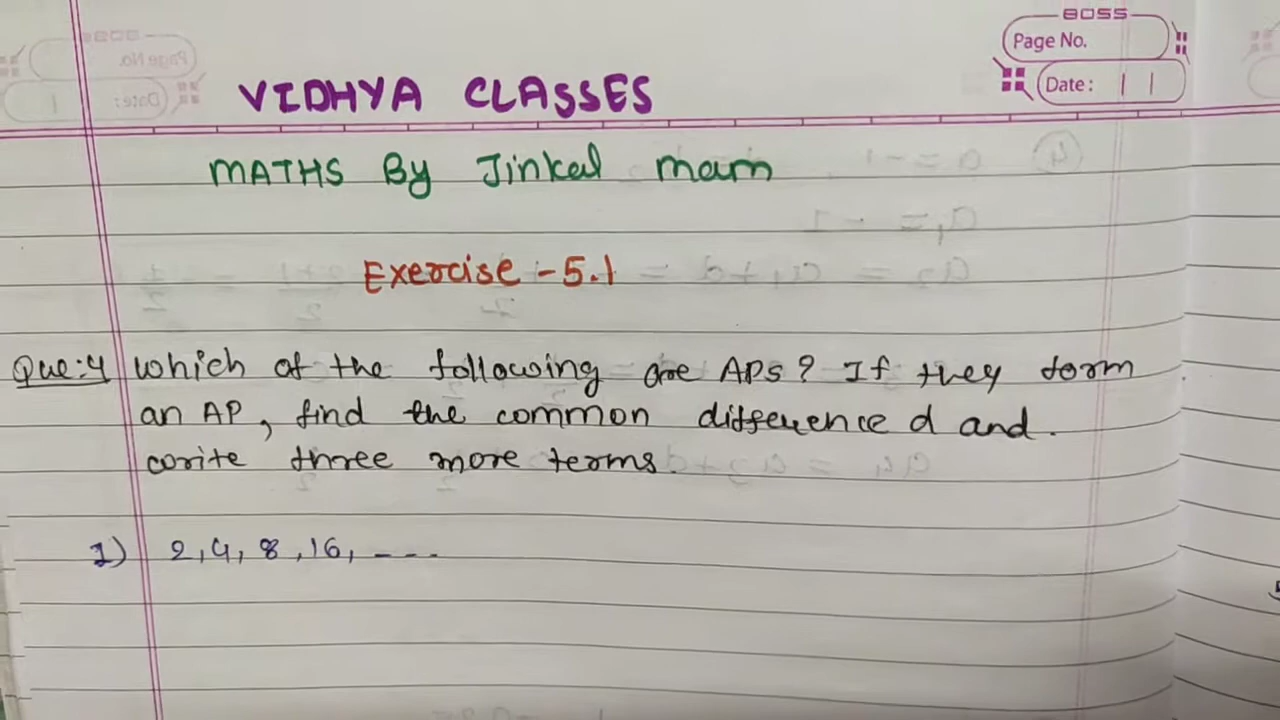 BOSS
Page No.
Date:
VIDHYA CLASSES
MATHS By Jinkal mam
Exercise - 5.1
Que:4 which of the following are APs? If they form
an AP, find the common difference d and.
write three more terms.
1) 2, 4, 8, 16, ----